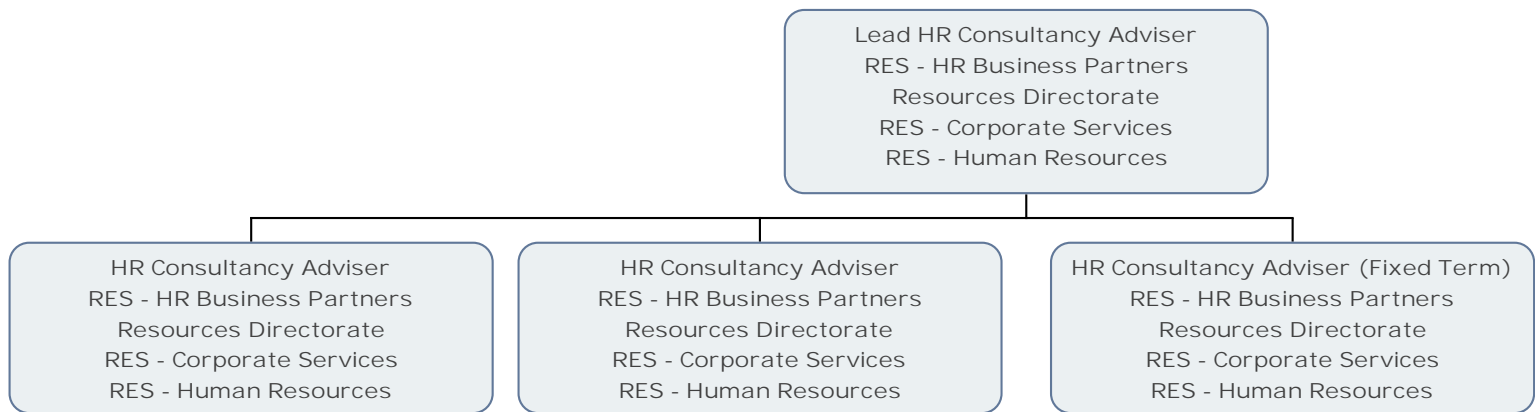 Lead HR Consultancy Adviser
RES - HR Business Partners
Resources Directorate
RES - Corporate Services
RES - Human Resources
HR Consultancy Adviser
RES - HR Business Partners
Resources Directorate
RES - Corporate Services
RES - Human Resources
HR Consultancy Adviser
RES - HR Business Partners
Resources Directorate
RES - Corporate Services
RES - Human Resources
HR Consultancy Adviser (Fixed Term)
RES - HR Business Partners
Resources Directorate
RES - Corporate Services
RES - Human Resources